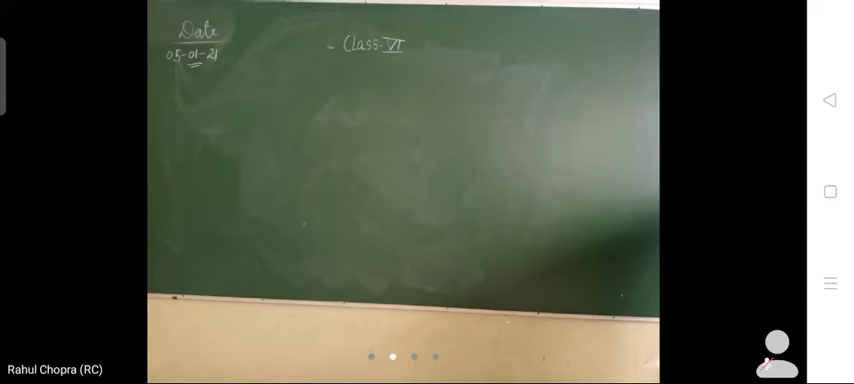 Date
05-01-21
- Class-VI
Rahul Chopra (RC)